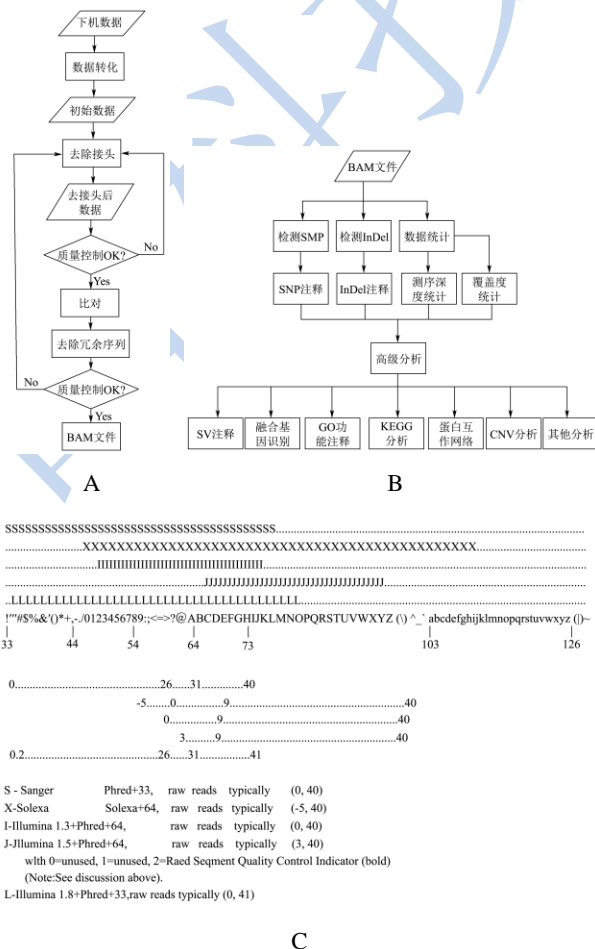 下机数据
数据转化
初始数据
去除接头
去接头后
数据
质量控制OK?
No
Yes
比对
去除冗余序列
No
质量控制OK?
Yes
BAM文件
A
BAM文件
检测SMP
检测InDel
数据统计
SNP注释
InDel注释
测序深
度统计
覆盖度
统计
高级分析
SV注释
融合基
因识别
GO功
能注释
KEGG
分析
蛋白互
作网络
CNV分析
其他分析
B
SSSSSSSSSSSSSSSSSSSSSSSSSSSSSSSSSSSSSSSSS.....................................................
..........................XXXXXXXXXXXXXXXXXXXXXXXXXXXXXXXXXXXXXXXXXXXXXX......................
...............................IIIIIIIIIIIIIIIIIIIIIIIIIIIIIIIIIIIIIIIII......................
.................................JJJJJJJJJJJJJJJJJJJJJJJJJJJJJJJJJJJJJJ......................
..LLLLLLLLLLLLLLLLLLLLLLLLLLLLLLLLLLLLLLLLLL....................................................
!"'"#$%&'()*+,-./0123456789:;<=>?@ABCDEFGHIJKLMNOPQRSTUVWXYZ (\) ^_` abcdefghijklmnopqrstuvwxyz (|)~
33 44 54 64 73 103 126
0...............................26......31.........40
-5........0..........9.....................................40
0..........9.....................................40
3........9.....................................40
0.2..............................26......31..........41
S - Sanger Phred+33, raw reads typically (0, 40)
X-Solexa Solexa+64, raw reads typically (-5, 40)
I-Illumina 1.3+Phred+64, raw reads typically (0, 40)
J-Jllumina 1.5+Phred+64, raw reads typically (3, 40)
wlth 0=unused, 1=unused, 2=Raed Seqment Quality Control Indicator (bold)
(Note:See discussion above).
L-Illumina 1.8+Phred+33,raw reads typically (0, 41)
C